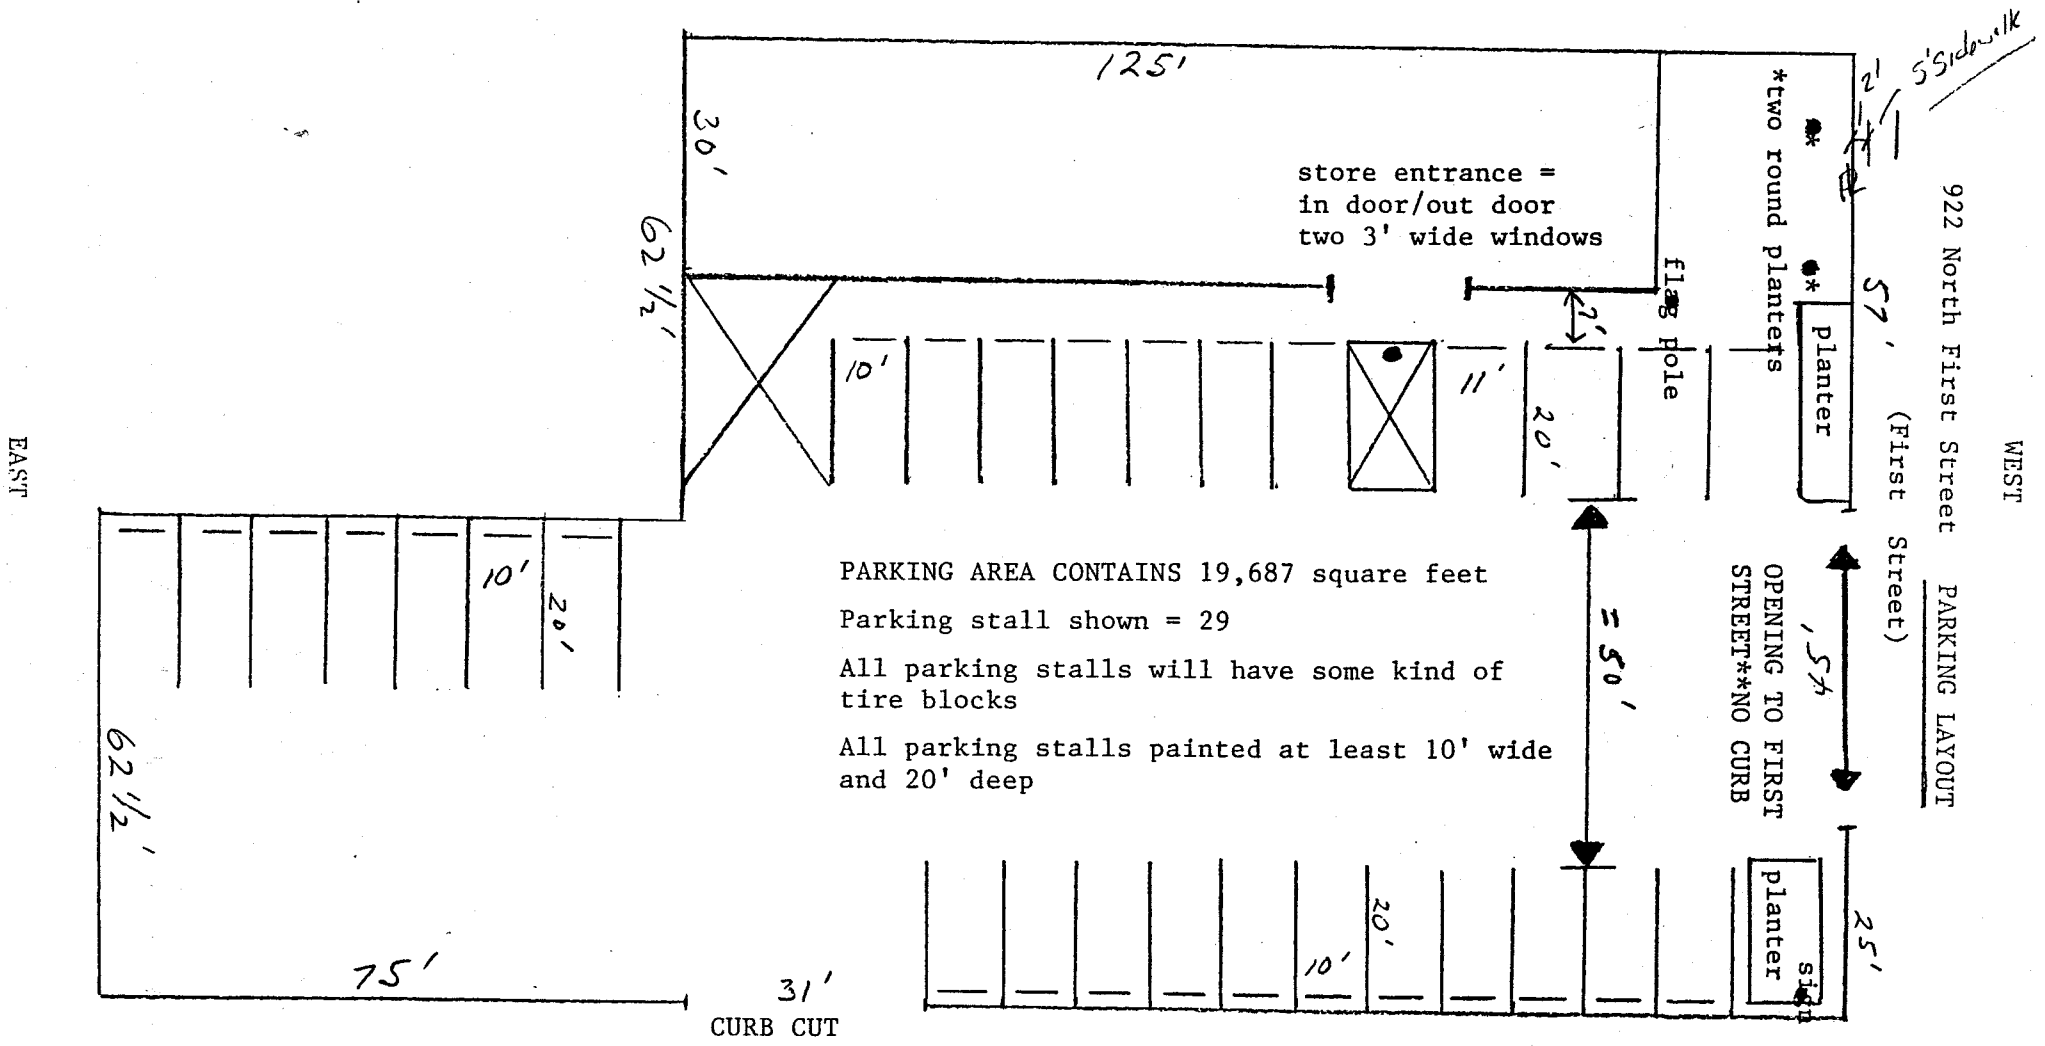 125'
30'
62 1/2'
store entrance =
in door/out door
two 3' wide windows
*two round planters
**
**
2'
5' Sidewalk
922 North First Street PARKING LAYOUT
WEST
57'
(First Street)
flag pole
7'
planter
10'
11'
20'
EAST
10'
20'
PARKING AREA CONTAINS 19,687 square feet
Parking stall shown = 29
All parking stalls will have some kind of
tire blocks
All parking stalls painted at least 10' wide
and 20' deep
= 50'
OPENING TO FIRST
STREET**NO CURB
45'
62 1/2'
75'
31'
CURB CUT
10'
20'
planter
sign
25'